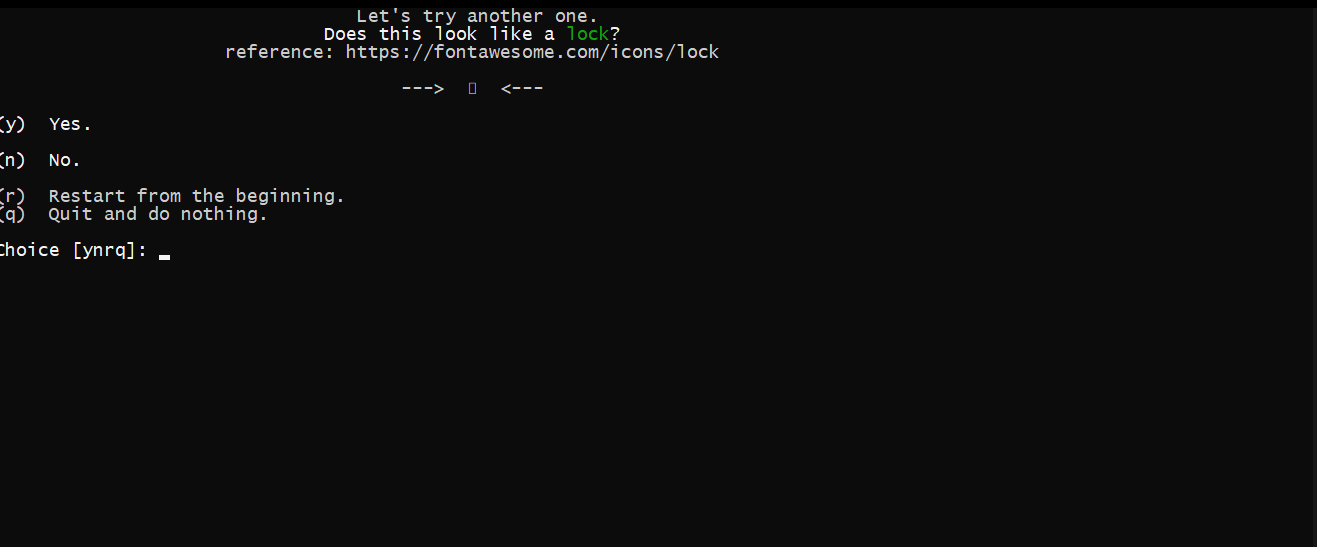 Let's try another one.
Does this look like a lock?
reference: https://fontawesome.com/icons/lock
--->  <---
(y) Yes.
(n) No.
(r) Restart from the beginning.
(q) Quit and do nothing.
Choice [ynrq]: